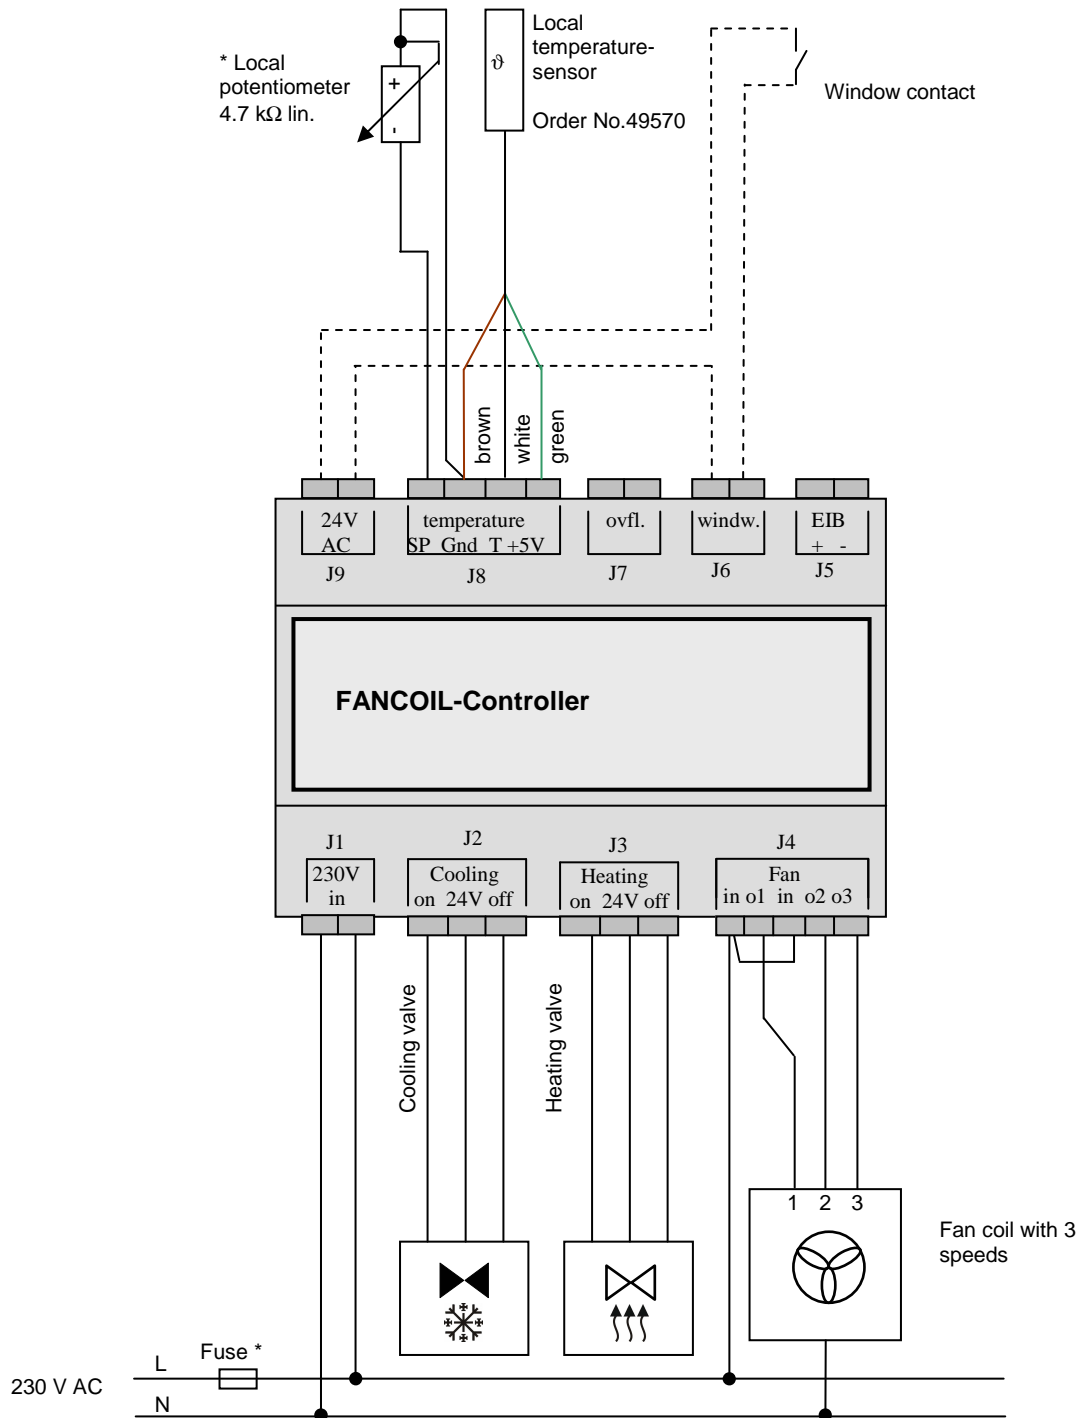 * Local
potentiometer
4.7 kΩ lin.
+
-
ϑ
Local
temperature-
sensor
Order No.49570
Window contact
brown
white
green
24V
AC
J9
temperature
SP Gnd T +5V
J8
ovfl.
J7
windw.
J6
EIB
+ -
J5
FANCOIL-Controller
J1
230V
in
J2
Cooling
on 24V off
J3
Heating
on 24V off
J4
Fan
in o1 in o2 o3
Cooling valve
Heating valve
1 2 3
Fan coil with 3
speeds
230 V AC
L
Fuse *
N